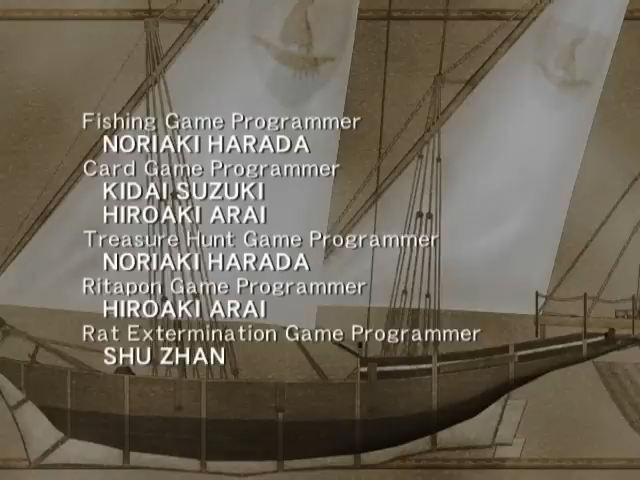 Fishing Game Programmer
NORIAKI HARADA
Card Game Programmer
KIDAI SUZUKI
HIROAKI ARAI
Treasure Hunt Game Programmer
NORIAKI HARADA
Ritapon Game Programmer
HIROAKI ARAI
Rat Extermination Game Programmer
SHU ZHAN